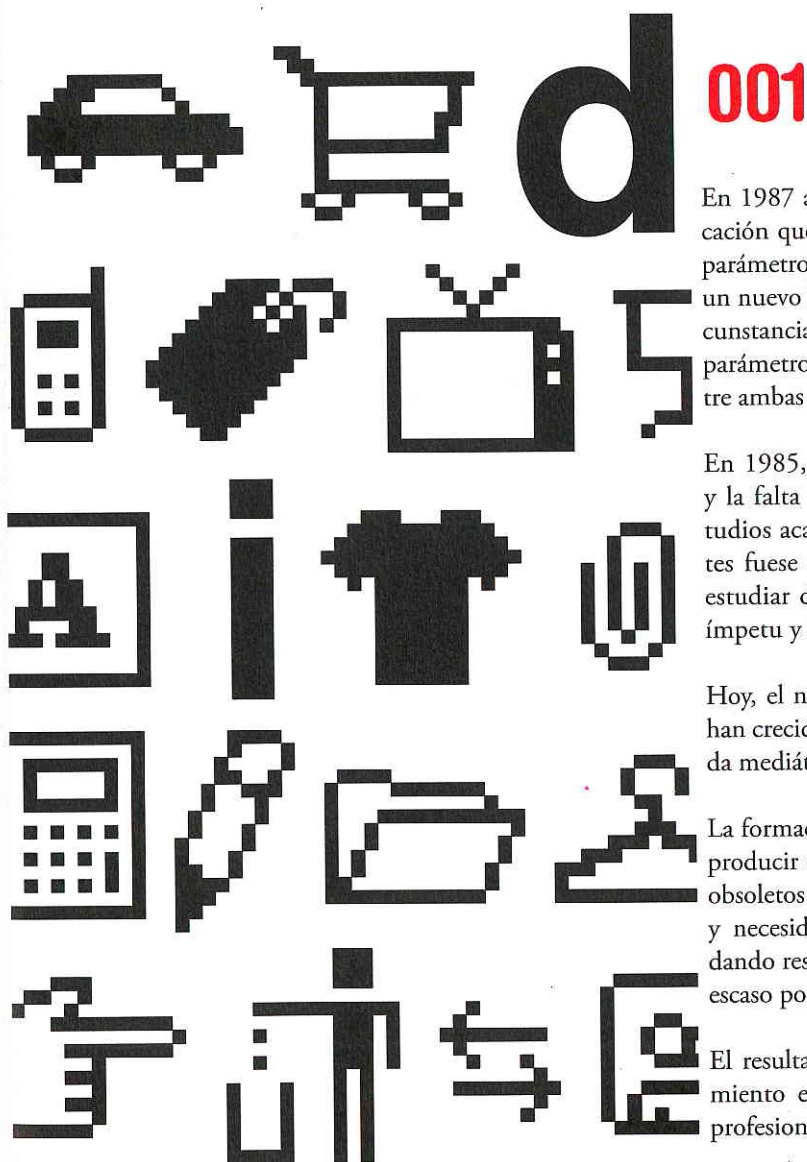 d
001
En 1987 a
cación que
parámetro
un nuevo
cunstancia
parámetro
tre ambas
En 1985,
y la falta
tudios aca
tes fuese
estudiar d
ímpetu y
Hoy, el n
han crecid
da mediát
La formac
producir
obsoletos
y necesid
dando res
escaso po
El resulta
miento e
profesion
A
i